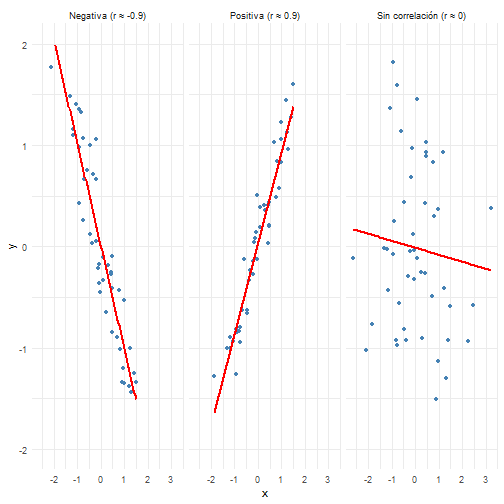 Negativa (r ≈ -0.9) Positiva (r ≈ 0.9) Sin correlación (r ≈ 0)
2
1
0
-1
-2
y
-2 -1 0 1 2 3 -2 -1 0 1 2 3 -2 -1 0 1 2 3
x